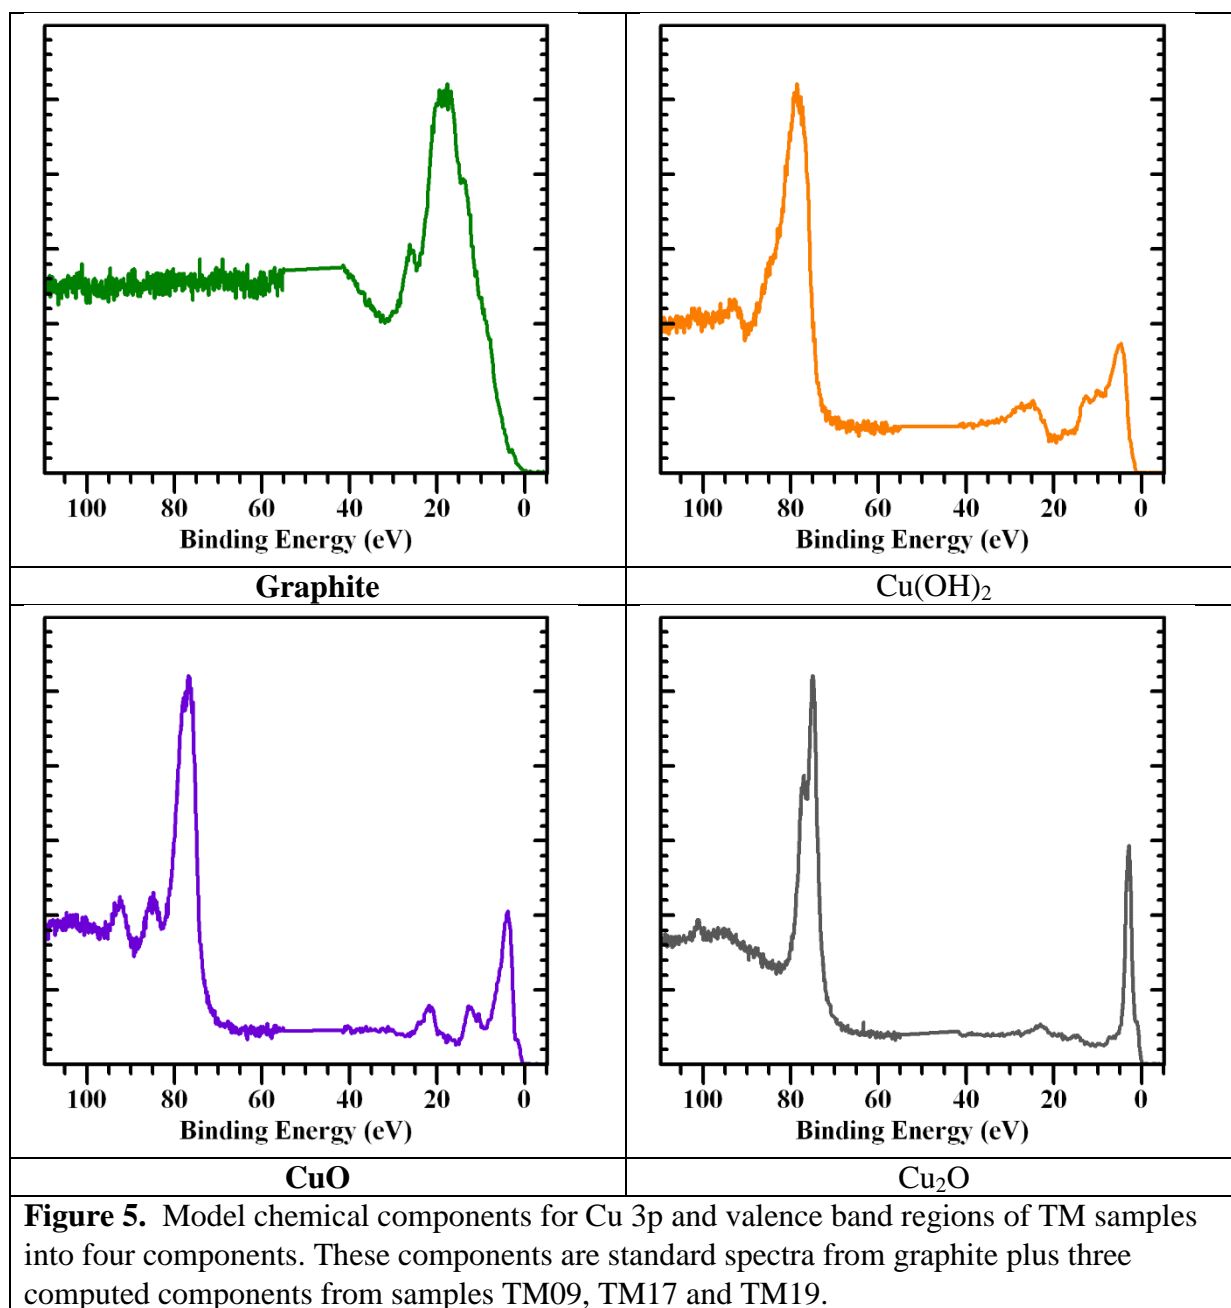 100 80 60 40 20 0
Binding Energy (eV)
Graphite
100 80 60 40 20 0
Binding Energy (eV)
Cu(OH)₂
100 80 60 40 20 0
Binding Energy (eV)
CuO
100 80 60 40 20 0
Binding Energy (eV)
Cu₂O
Figure 5. Model chemical components for Cu 3p and valence band regions of TM samples
into four components. These components are standard spectra from graphite plus three
computed components from samples TM09, TM17 and TM19.